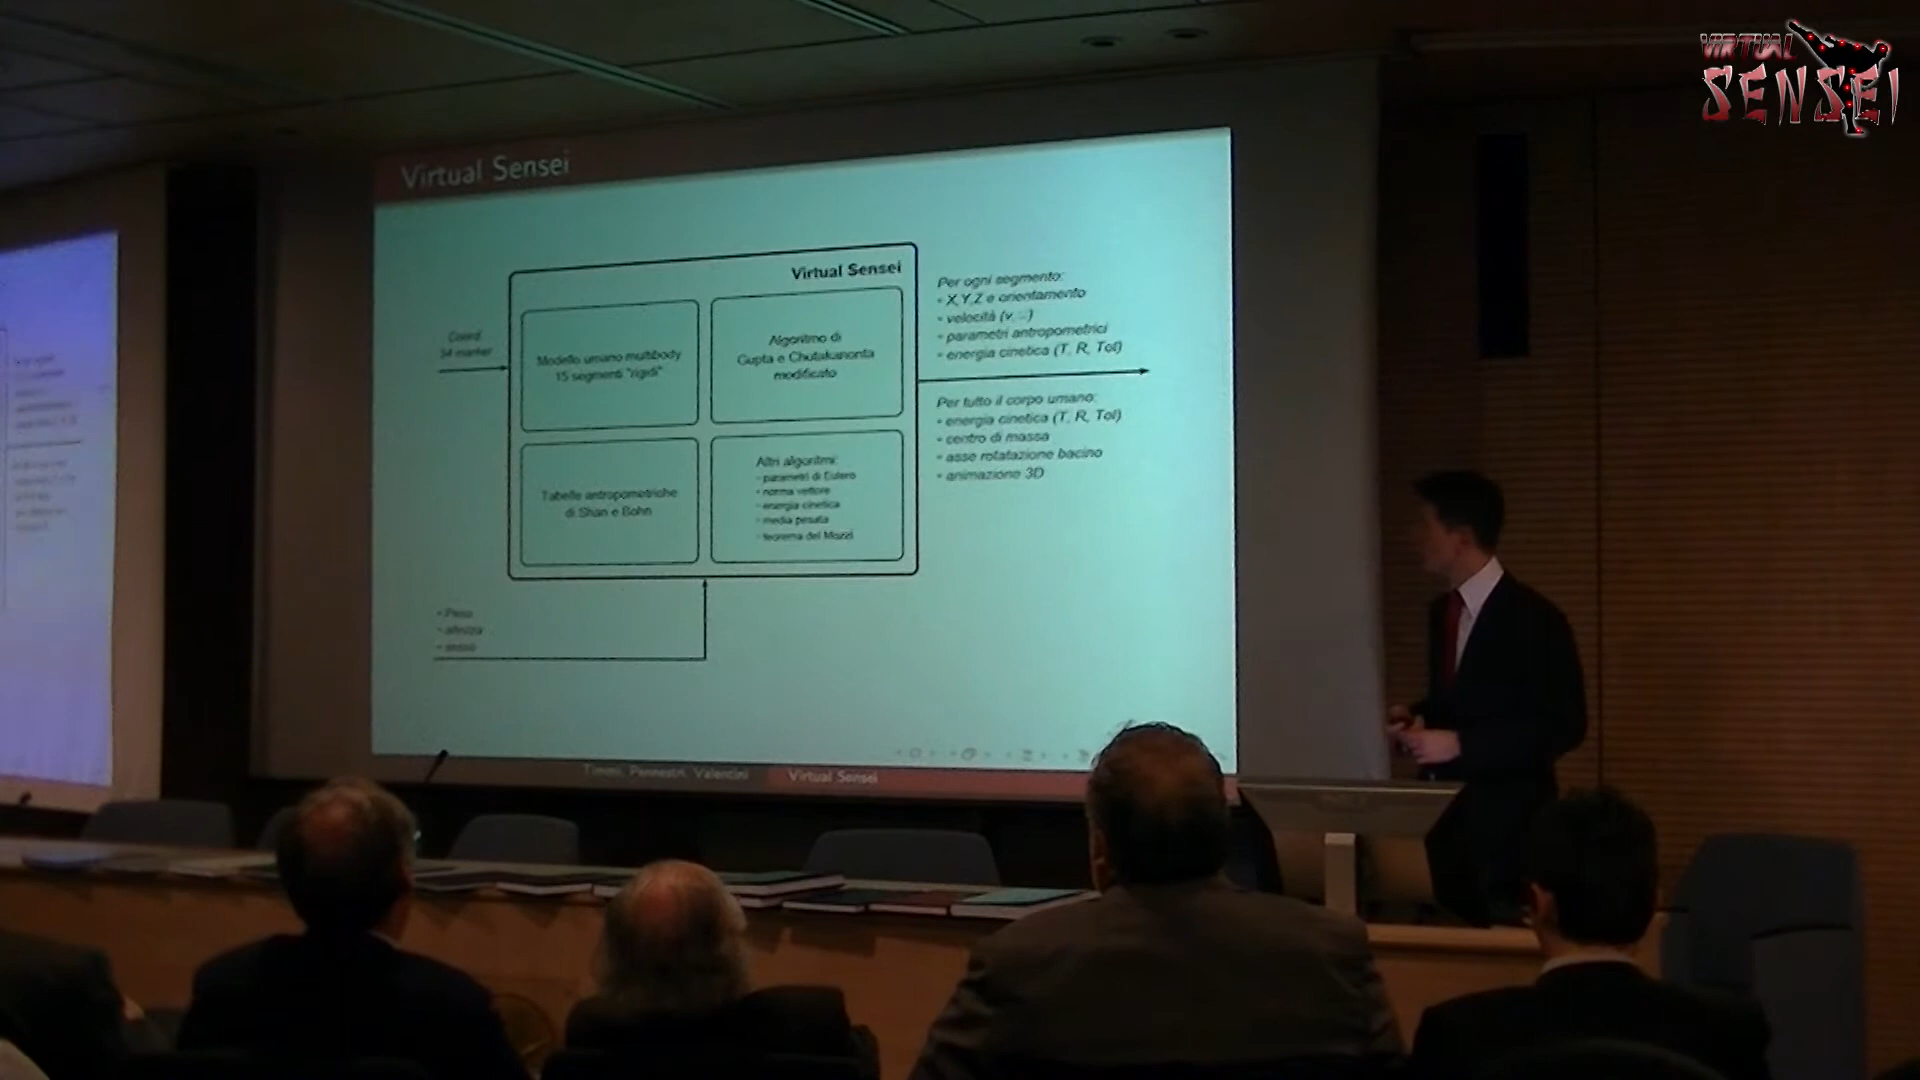 VIRTUAL
SENSEI
Virtual Sensei
Virtual Sensei
Coord.
34 marker
Modello umano multibody
15 segmenti "rigidi"
Algoritmo di
Gupta e Chutakanonta
modificato
Tabelle antropometriche
di Shan e Bohn
Altri algoritmi:
- parametri di Eulero
- norma vettore
- energia cinetica
- media pesata
- teorema del Mozzi
Per ogni segmento:
- X,Y,Z e orientamento
- velocità (v, )
- parametri antropometrici
- energia cinetica (T, R, Tot)
Per tutto il corpo umano:
- energia cinetica (T, R, Tot)
- centro di massa
- asse rotatazione bacino
- animazione 3D
- Peso
- altezza
- sesso
Timmi, Pennestrì, Valentini
Virtual Sensei